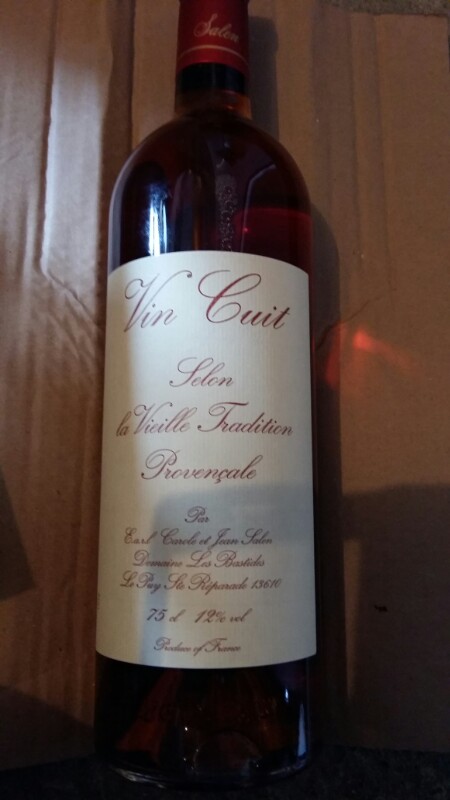 Salen
Vin Cuit
Selon
la Vieille Tradition
Provençale
Par
Earl Carole et Jean Salen
Domaine Les Bastides
Le Puy Ste Réparade 13610
75 cl 12% vol
Produce of France